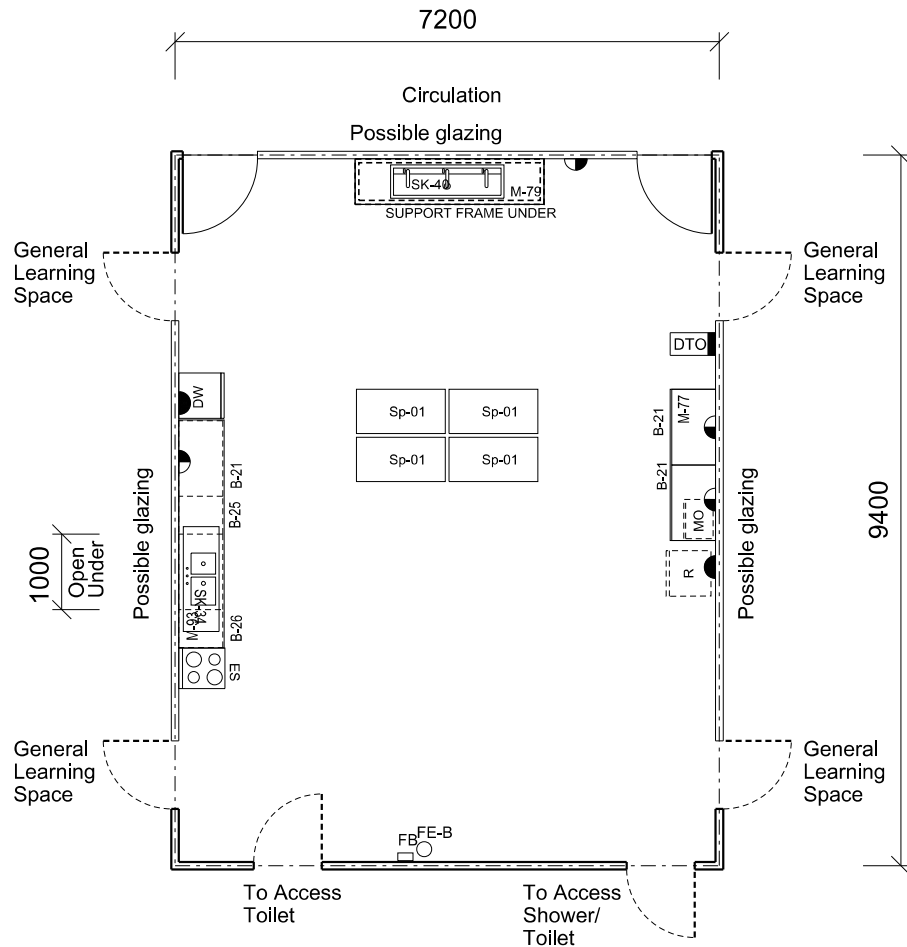 7200
Circulation
Possible glazing
SK-40
M-79
SUPPORT FRAME UNDER
General
Learning
Space
General
Learning
Space
DTO
DW
Sp-01
Sp-01
Sp-01
Sp-01
B-21
M-77
B-21
B-21
B-25
MO
R
Possible glazing
Possible glazing
9400
1000
Open
Under
SK-34
M-63
B-26
ES
General
Learning
Space
General
Learning
Space
FB
FE-B
To Access
Toilet
To Access
Shower/
Toilet